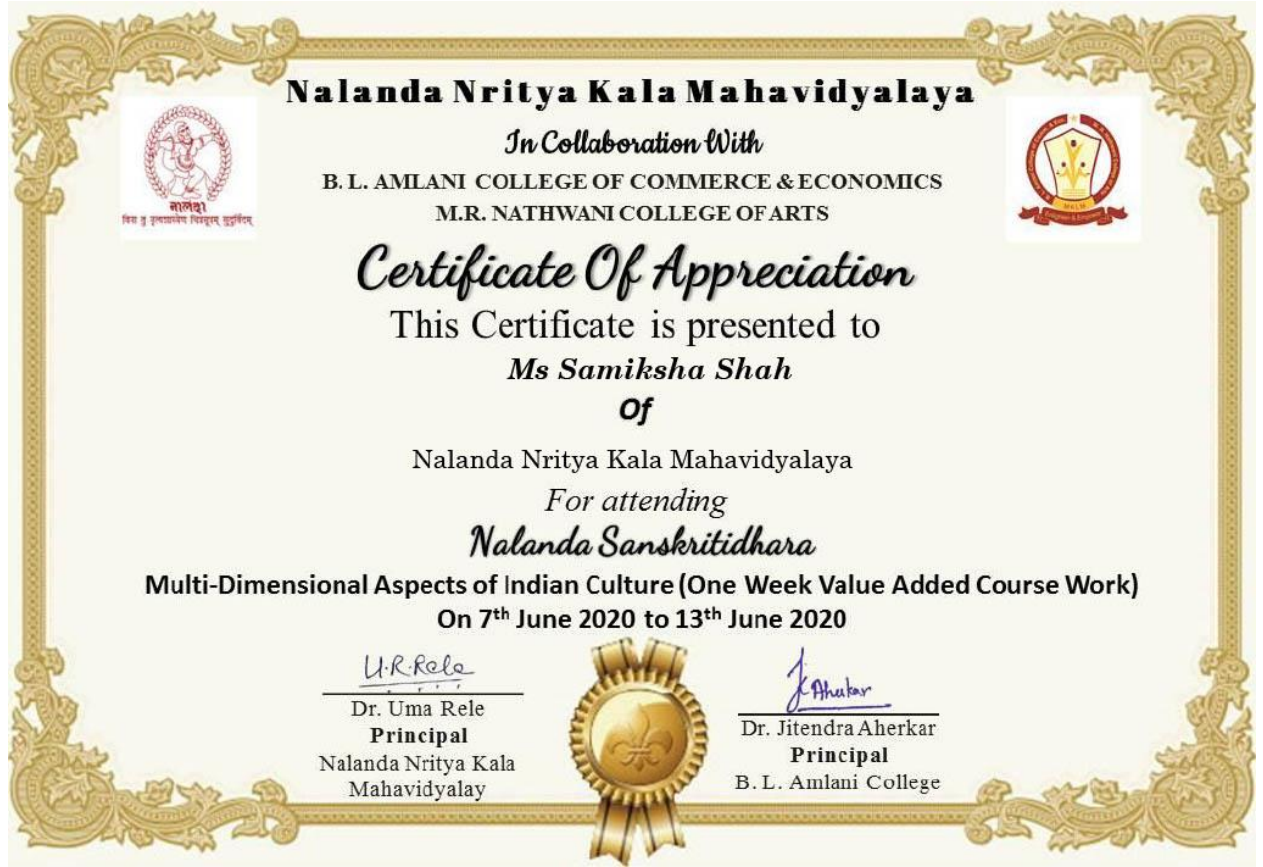 Nalanda Nritya Kala Mahavidyalaya
In Collaboration With
B. L. AMLANI COLLEGE OF COMMERCE & ECONOMICS
M.R. NATHWANI COLLEGE OF ARTS
नालंदा
Certificate Of Appreciation
This Certificate is presented to
Ms Samiksha Shah
Of
Nalanda Nritya Kala Mahavidyalaya
For attending
Nalanda Sanskritidhara
Multi-Dimensional Aspects of Indian Culture (One Week Value Added Course Work)
On 7th June 2020 to 13th June 2020
U.R.Rele
Dr. Uma Rele
Principal
Nalanda Nritya Kala
Mahavidyalay
J Aherkar
Dr. Jitendra Aherkar
Principal
B. L. Amlani College